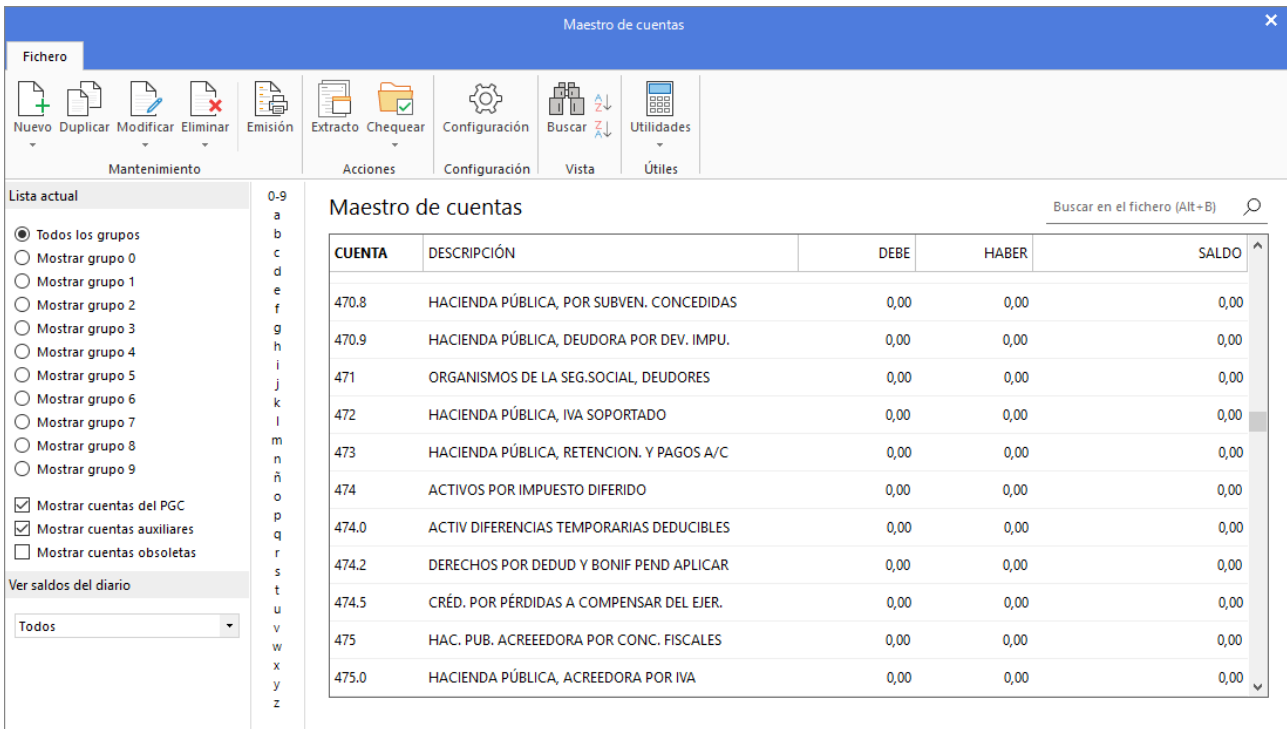 Maestro de cuentas
Fichero
Nuevo Duplicar Modificar Eliminar Emisión Extracto Chequear Configuración Buscar Utilidades
Mantenimiento Acciones Configuración Vista Útiles
Lista actual
Todos los grupos
Mostrar grupo 0
Mostrar grupo 1
Mostrar grupo 2
Mostrar grupo 3
Mostrar grupo 4
Mostrar grupo 5
Mostrar grupo 6
Mostrar grupo 7
Mostrar grupo 8
Mostrar grupo 9
Mostrar cuentas del PGC
Mostrar cuentas auxiliares
Mostrar cuentas obsoletas
Ver saldos del diario
Todos
0-9
a
b
c
d
e
f
g
h
i
j
k
l
m
n
ñ
o
p
q
r
s
t
u
v
w
x
y
z
Maestro de cuentas
Buscar en el fichero (Alt+B)
CUENTA DESCRIPCIÓN DEBE HABER SALDO
470.8 HACIENDA PÚBLICA, POR SUBVEN. CONCEDIDAS 0,00 0,00 0,00
470.9 HACIENDA PÚBLICA, DEUDORA POR DEV. IMPU. 0,00 0,00 0,00
471 ORGANISMOS DE LA SEG.SOCIAL, DEUDORES 0,00 0,00 0,00
472 HACIENDA PÚBLICA, IVA SOPORTADO 0,00 0,00 0,00
473 HACIENDA PÚBLICA, RETENCION. Y PAGOS A/C 0,00 0,00 0,00
474 ACTIVOS POR IMPUESTO DIFERIDO 0,00 0,00 0,00
474.0 ACTIV DIFERENCIAS TEMPORARIAS DEDUCIBLES 0,00 0,00 0,00
474.2 DERECHOS POR DEDUD Y BONIF PEND APLICAR 0,00 0,00 0,00
474.5 CRÉD. POR PÉRDIDAS A COMPENSAR DEL EJER. 0,00 0,00 0,00
475 HAC. PUB. ACREEEDORA POR CONC. FISCALES 0,00 0,00 0,00
475.0 HACIENDA PÚBLICA, ACREEDORA POR IVA 0,00 0,00 0,00